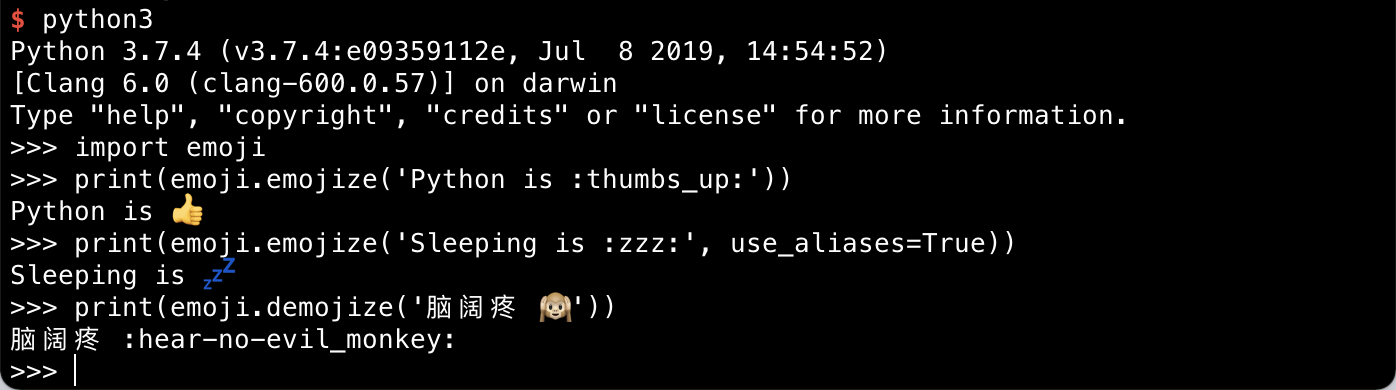 $ python3
Python 3.7.4 (v3.7.4:e09359112e, Jul  8 2019, 14:54:52)
[Clang 6.0 (clang-600.0.57)] on darwin
Type "help", "copyright", "credits" or "license" for more information.
>>> import emoji
>>> print(emoji.emojize('Python is :thumbs_up:'))
Python is 👍
>>> print(emoji.emojize('Sleeping is :zzz:', use_aliases=True))
Sleeping is 💤
>>> print(emoji.demojize('脑阔疼 🙉'))
脑阔疼 :hear-no-evil_monkey:
>>>